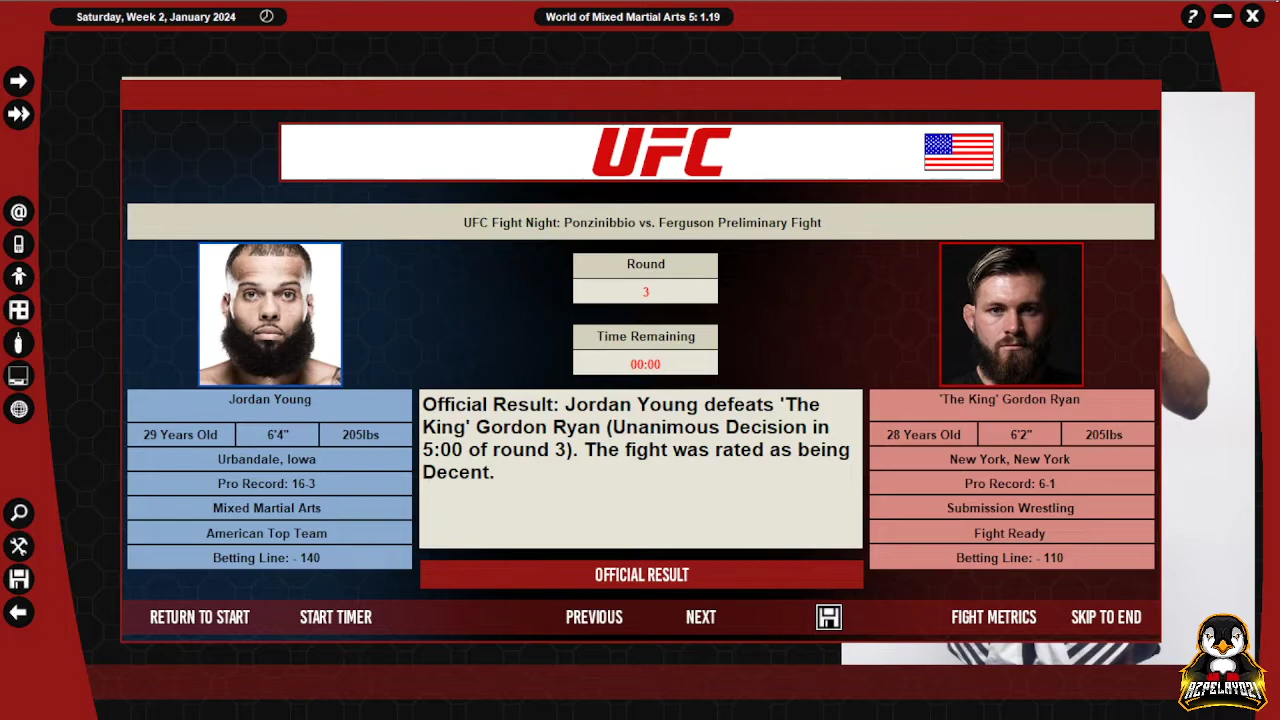 Saturday, Week 2, January 2024
World of Mixed Martial Arts 5: 1.19
?
@
UFC
UFC Fight Night: Ponzinibbio vs. Ferguson Preliminary Fight
Round
3
Time Remaining
00:00
Jordan Young
29 Years Old
6'4"
205lbs
Urbandale, Iowa
Pro Record: 16-3
Mixed Martial Arts
American Top Team
Betting Line: - 140
Official Result: Jordan Young defeats 'The
King' Gordon Ryan (Unanimous Decision in
5:00 of round 3). The fight was rated as being
Decent.
OFFICIAL RESULT
'The King' Gordon Ryan
28 Years Old
6'2"
205lbs
New York, New York
Pro Record: 6-1
Submission Wrestling
Fight Ready
Betting Line: - 110
RETURN TO START
START TIMER
PREVIOUS
NEXT
FIGHT METRICS
SKIP TO END
AZPELAYO21